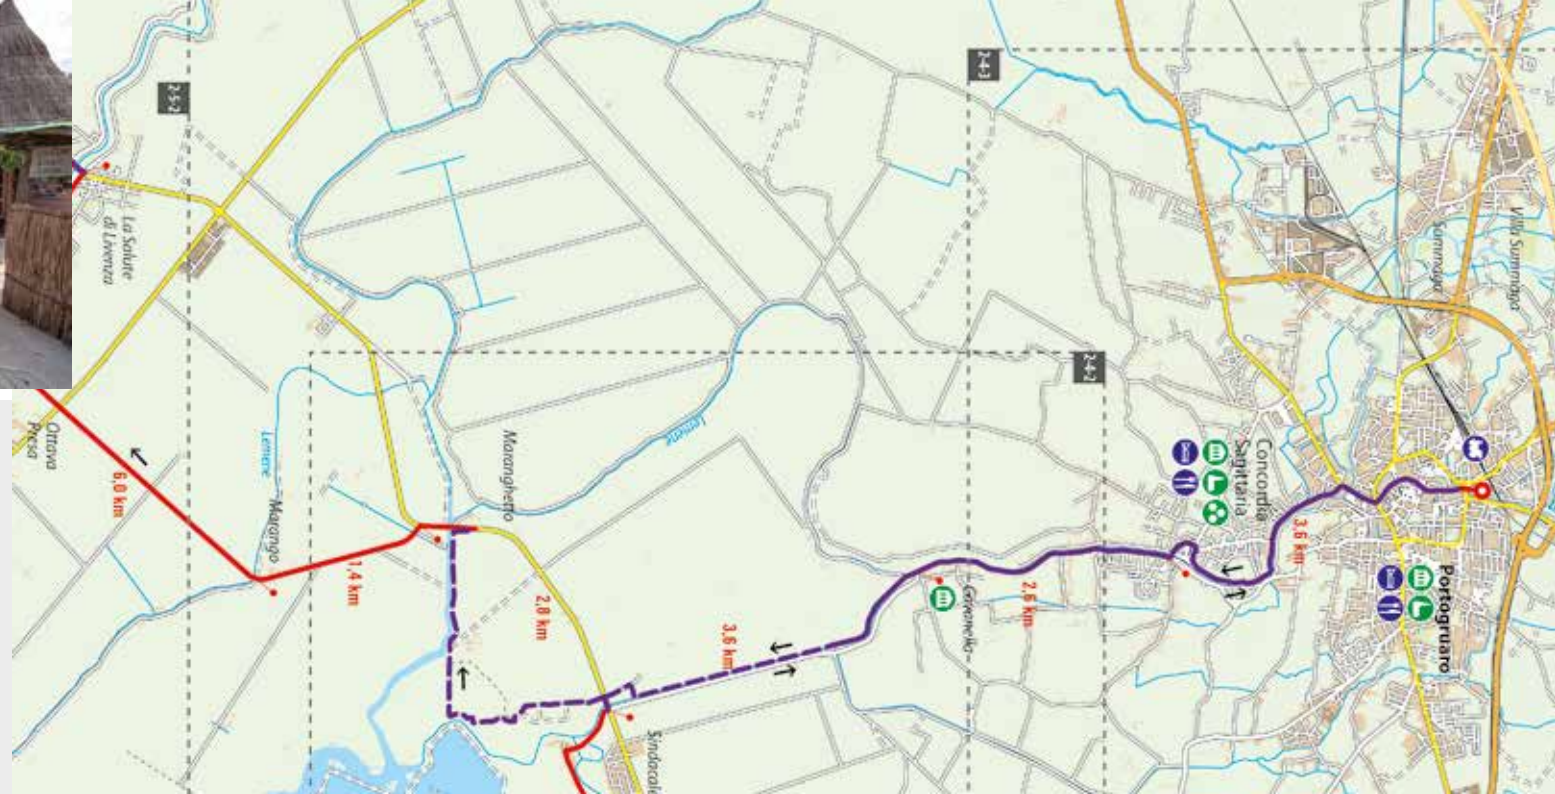 2-5-2
2-4-3
2-4-2
La Salute
di Livenza
Ottava
Presa
6,0 km
Lemene
Marango
1,4 km
Maranghetto
2,8 km
Lemene
3,6 km
Sindacale
Gavanella
2,6 km
Concordia
Sagittaria
3,6 km
Portogruaro
Summaga
Villa Summaga